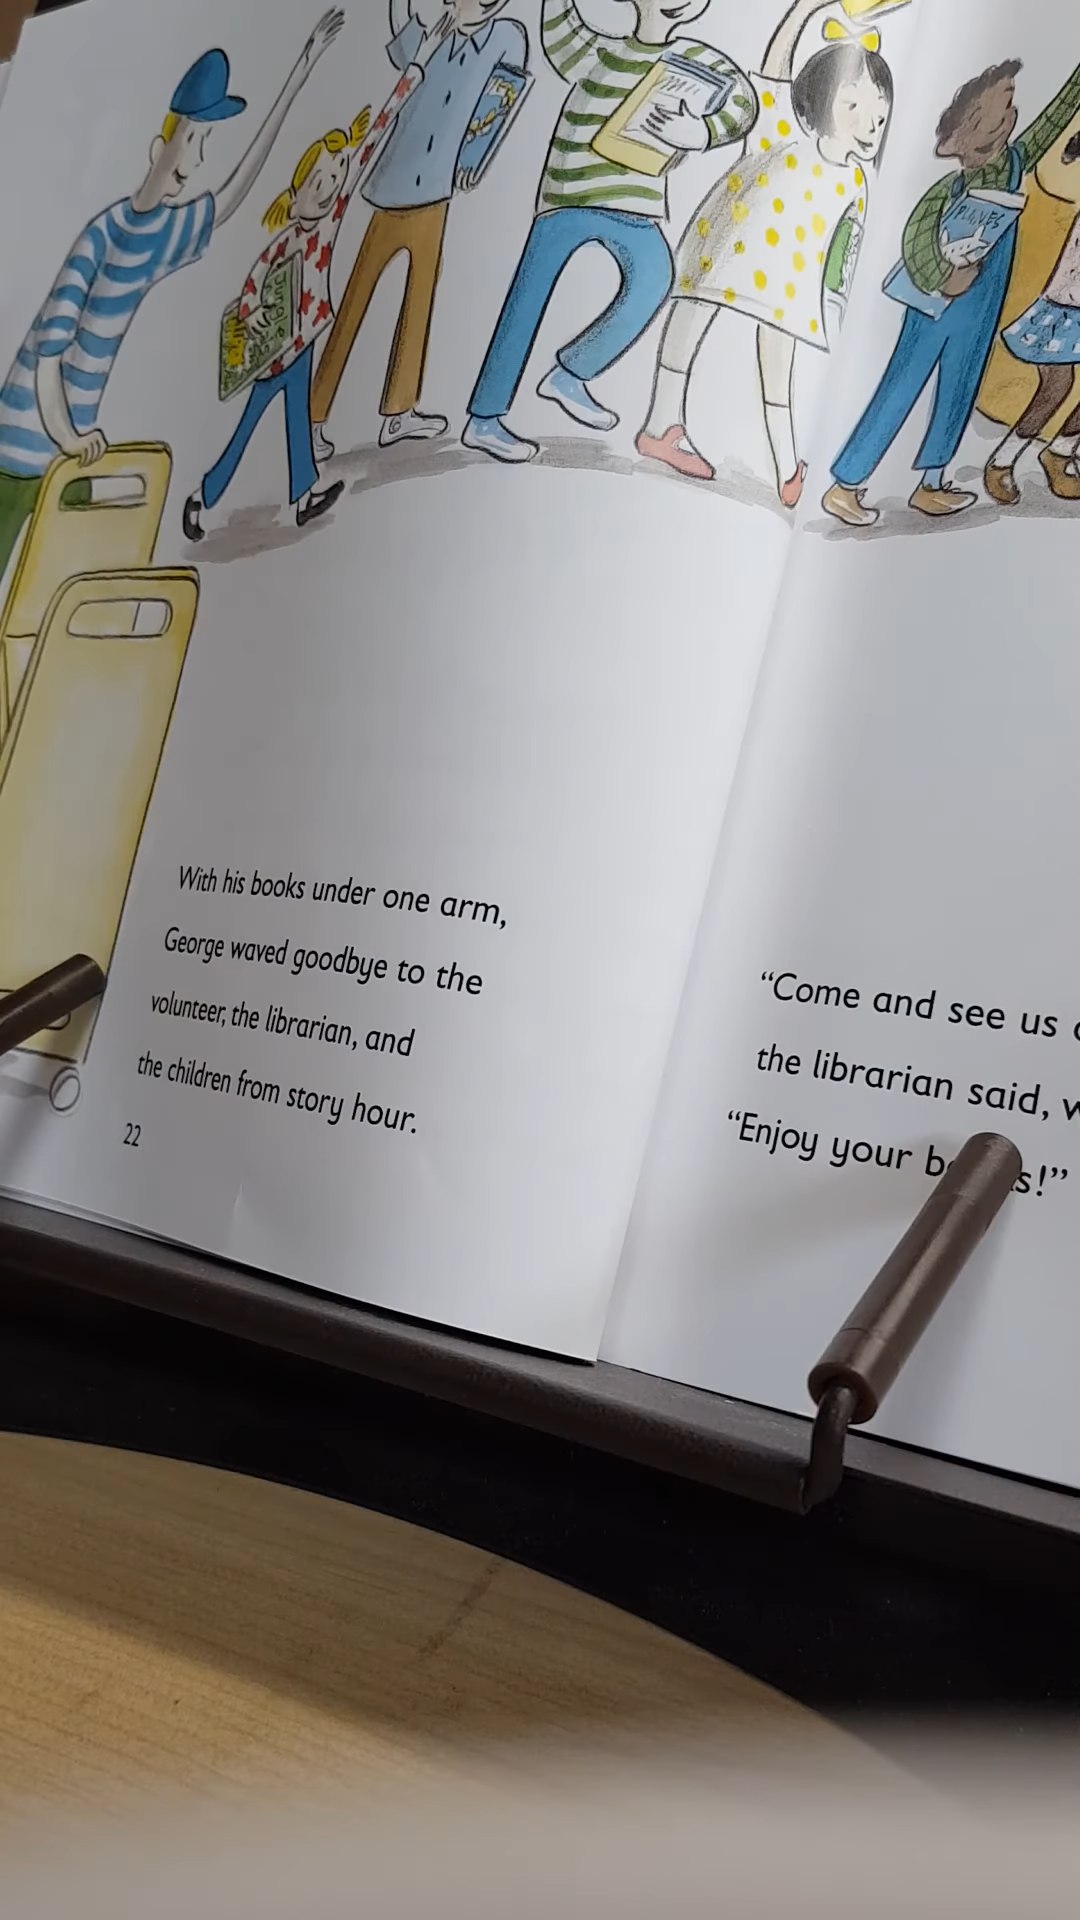 PLANES
With his books under one arm,
George waved goodbye to the
volunteer, the librarian, and
the children from story hour.
22
“Come and see us
the librarian said,
“Enjoy your